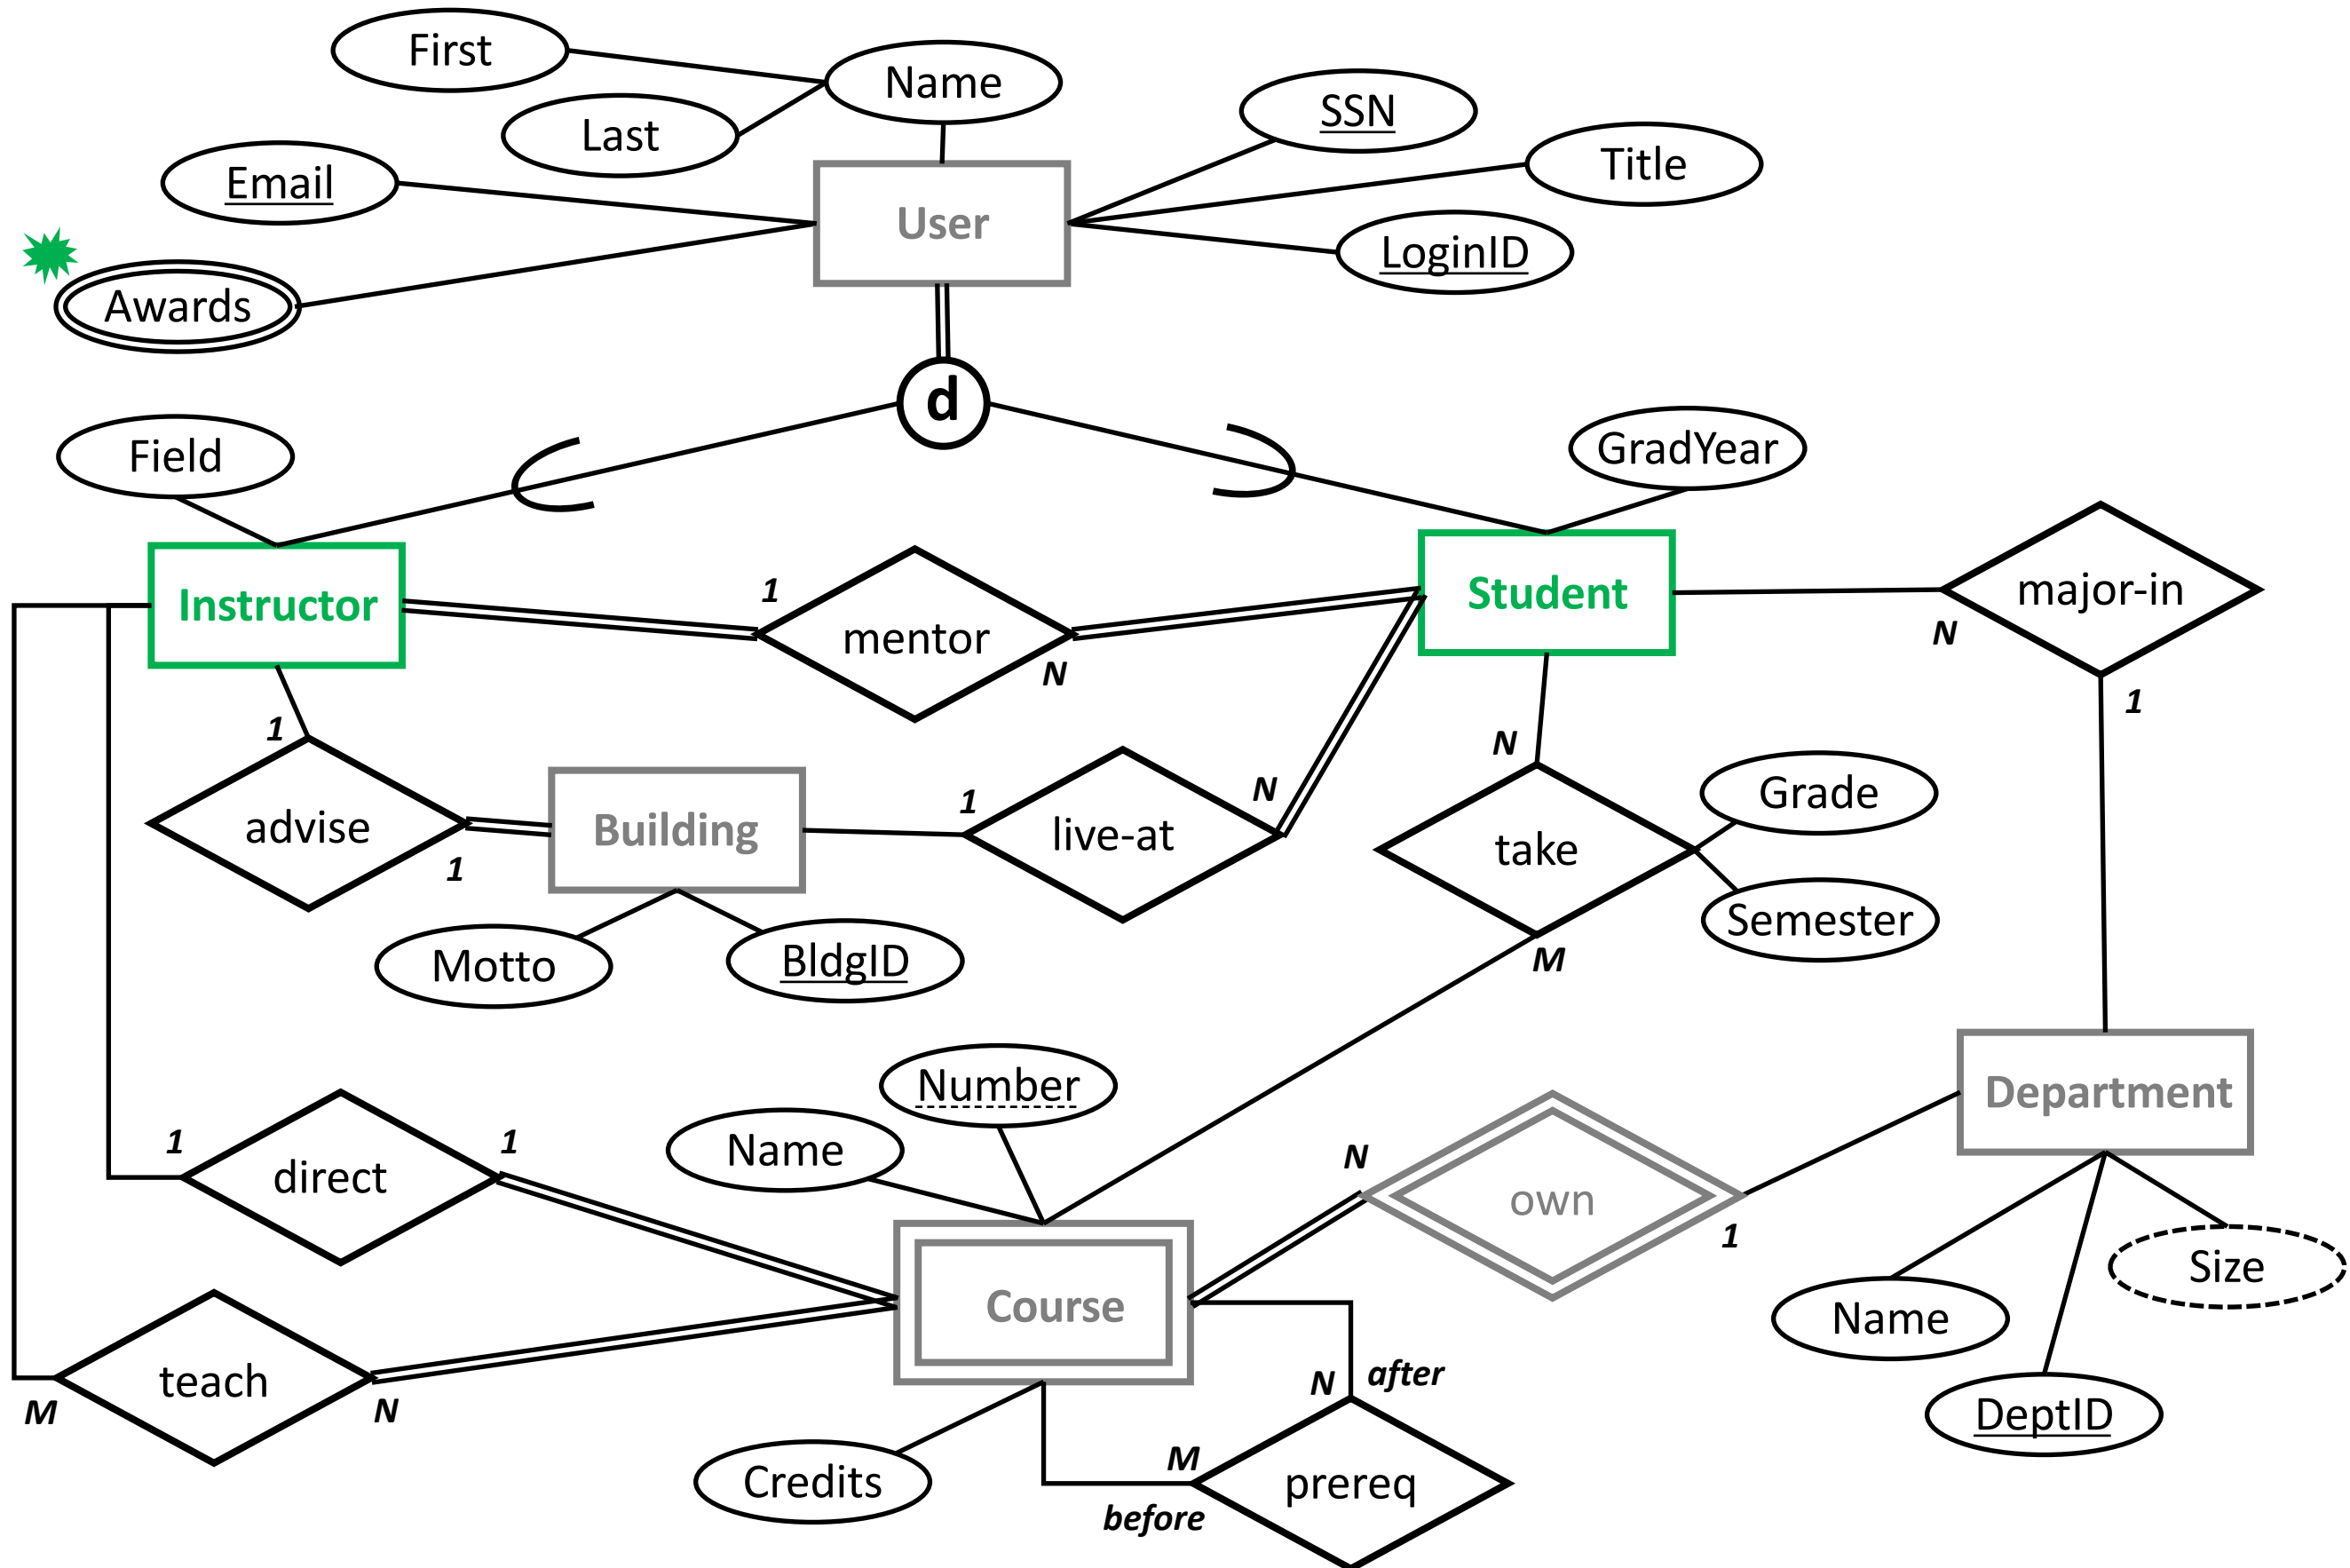 First
Name
SSN
Last
Title
Email
User
LoginID
Awards
d
Field
GradYear
Instructor
1
mentor
N
Student
major-in
N
1
1
advise
1
Building
1
live-at
N
N
take
M
Grade
Semester
Motto
BldgID
Number
Name
Department
1
direct
1
N
own
1
Size
Name
Course
DeptID
M
teach
N
N
after
Credits
M
before
prereq